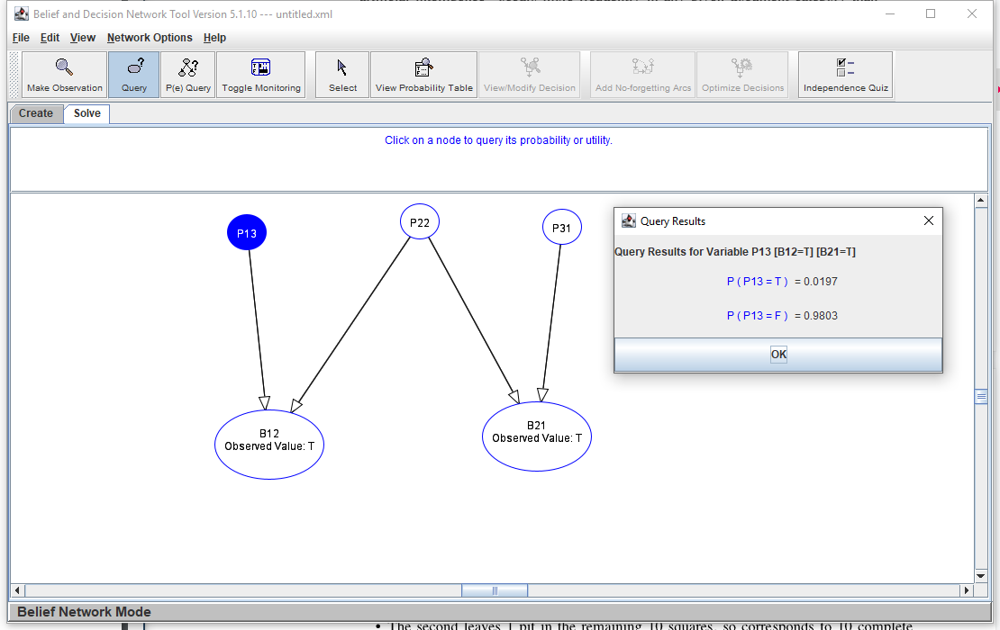 Belief and Decision Network Tool Version 5.1.10 --- untitled.xml
File Edit View Network Options Help
Make Observation Query P(e) Query Toggle Monitoring Select View Probability Table View/Modify Decision Add No-forgetting Arcs Optimize Decisions Independence Quiz
Create Solve
Click on a node to query its probability or utility.
P13 P22 P31
Query Results
Query Results for Variable P13 [B12=T] [B21=T]
P ( P13 = T ) = 0.0197
P ( P13 = F ) = 0.9803
OK
B12
Observed Value: T
B21
Observed Value: T
Belief Network Mode
• The second leaves 1 pit in the remaining 10 squares, so corresponds to 10 complete